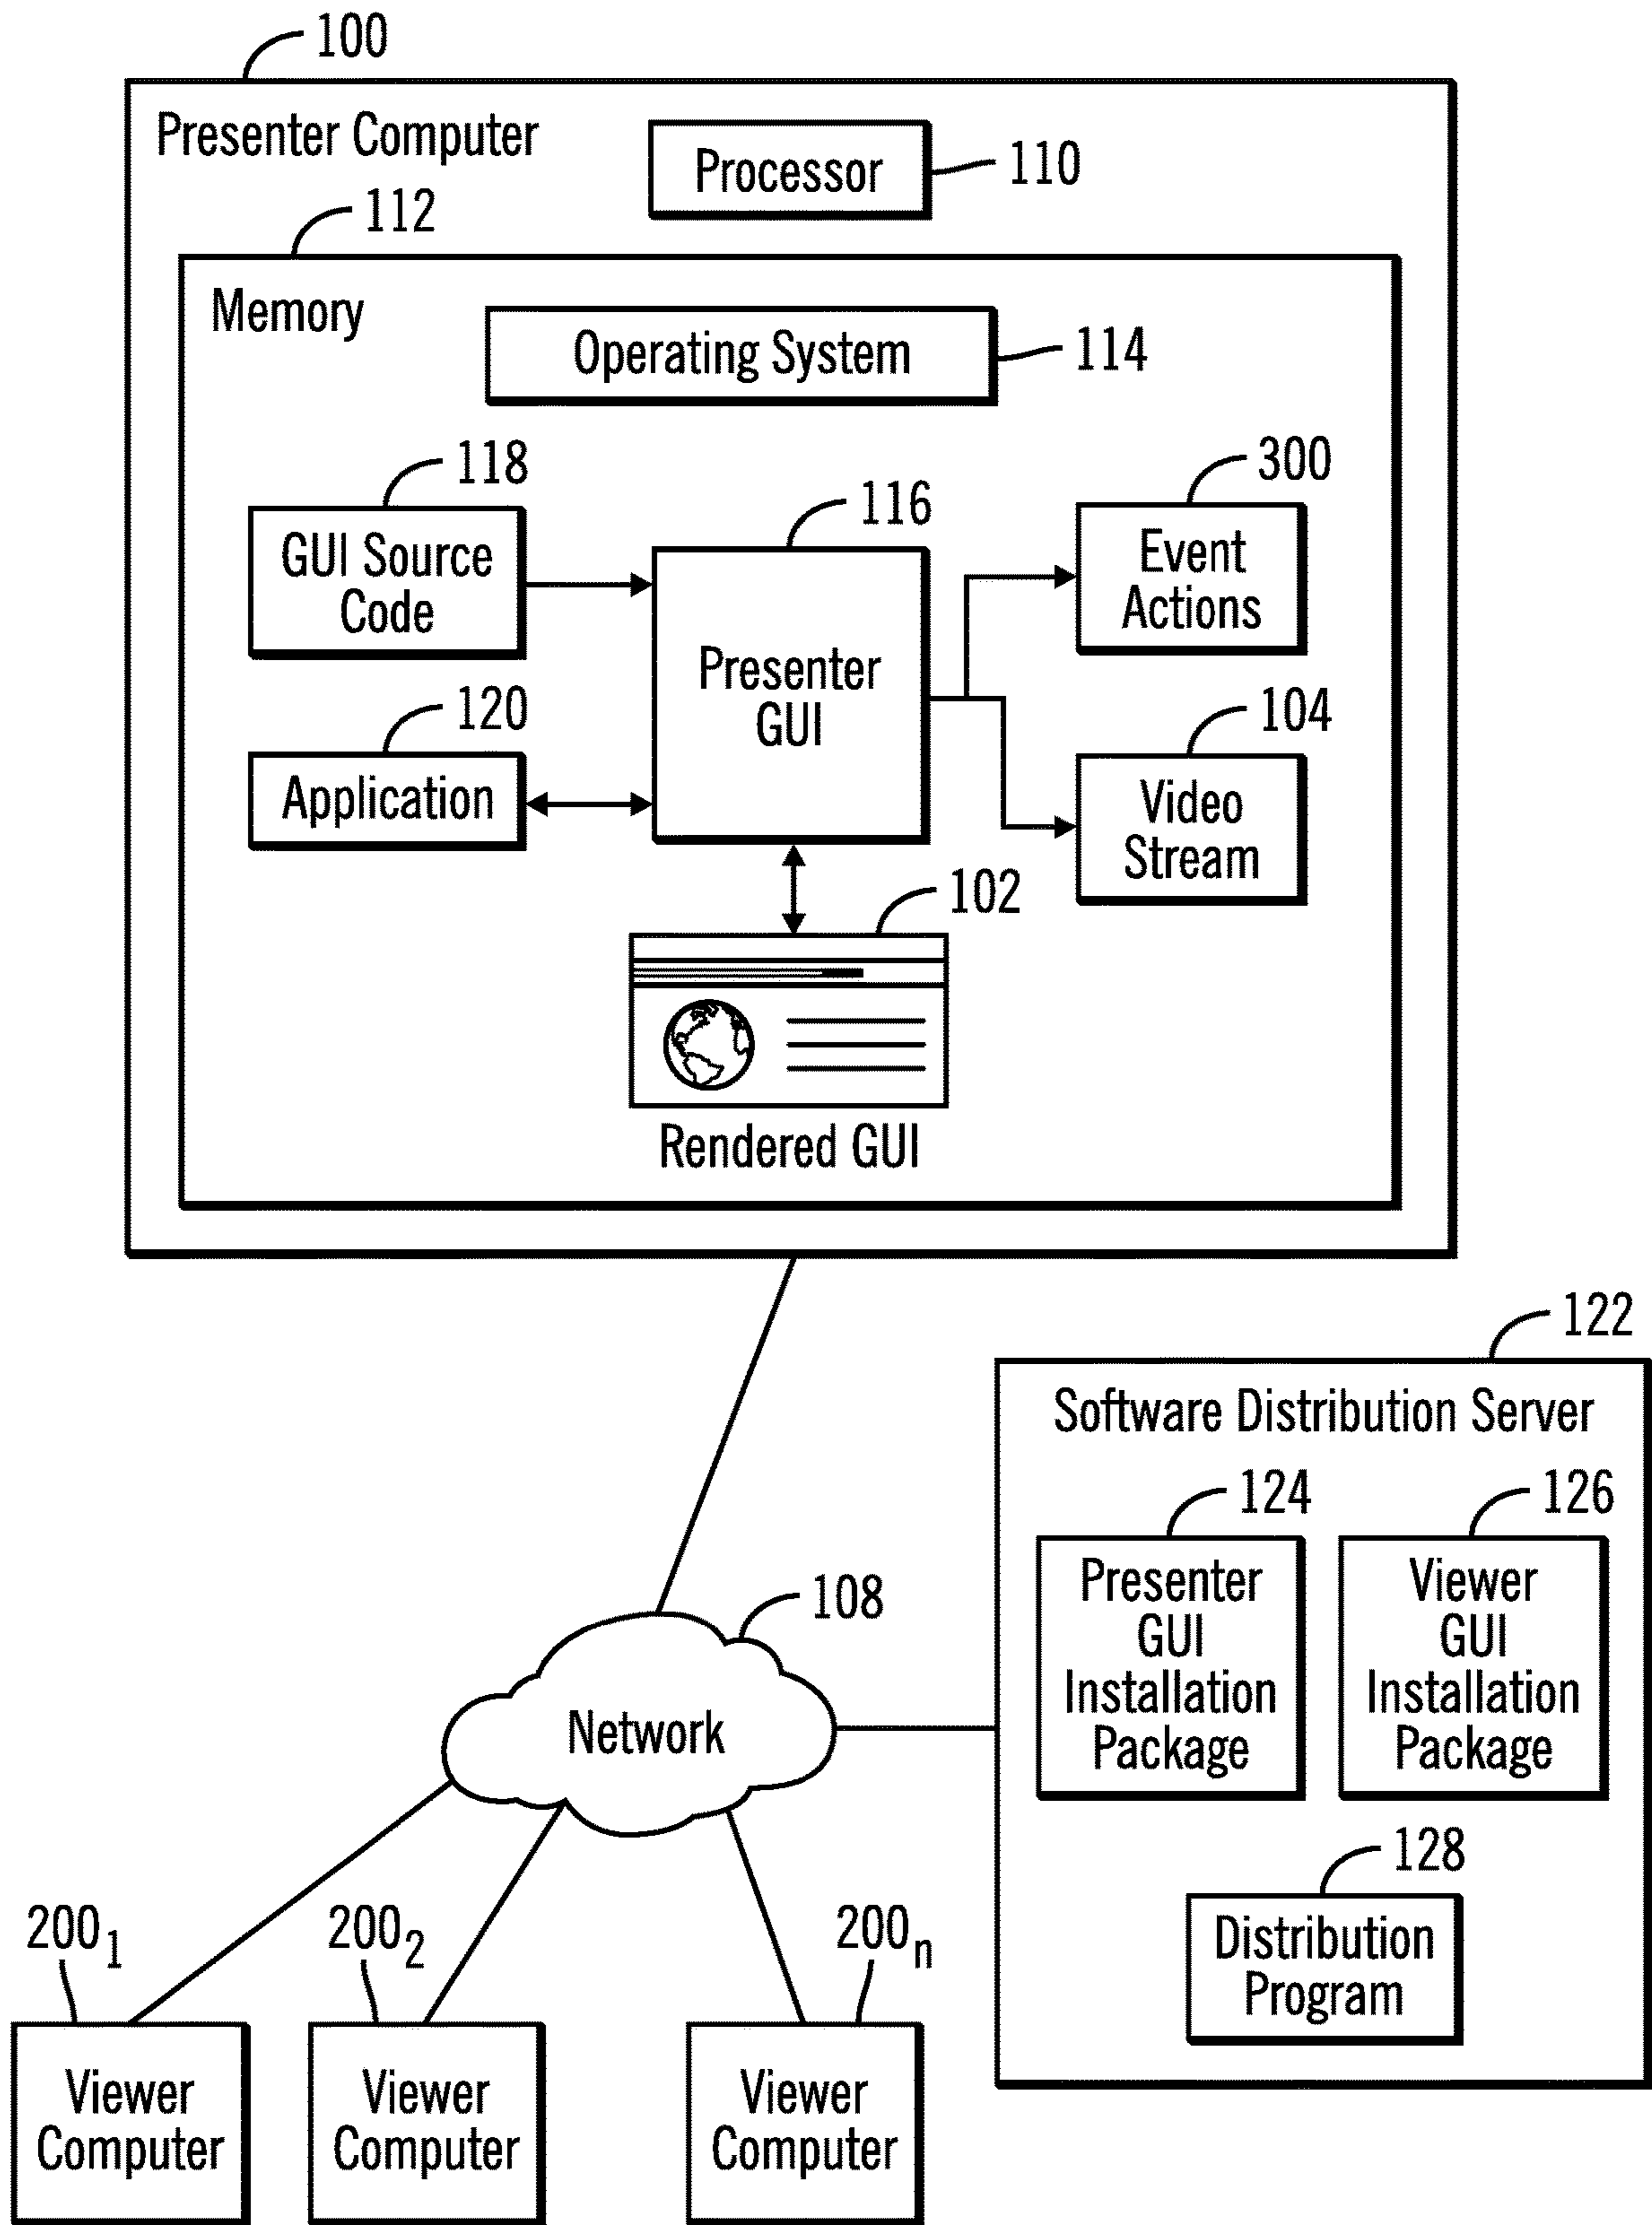 100
Presenter Computer
Processor
110
112
Memory
Operating System
114
118
GUI Source
Code
116
Presenter
GUI
300
Event
Actions
120
Application
104
Video
Stream
102
Rendered GUI
122
Software Distribution Server
124
Presenter
GUI
Installation
Package
126
Viewer
GUI
Installation
Package
108
Network
128
Distribution
Program
200₁
Viewer
Computer
200₂
Viewer
Computer
200ₙ
Viewer
Computer